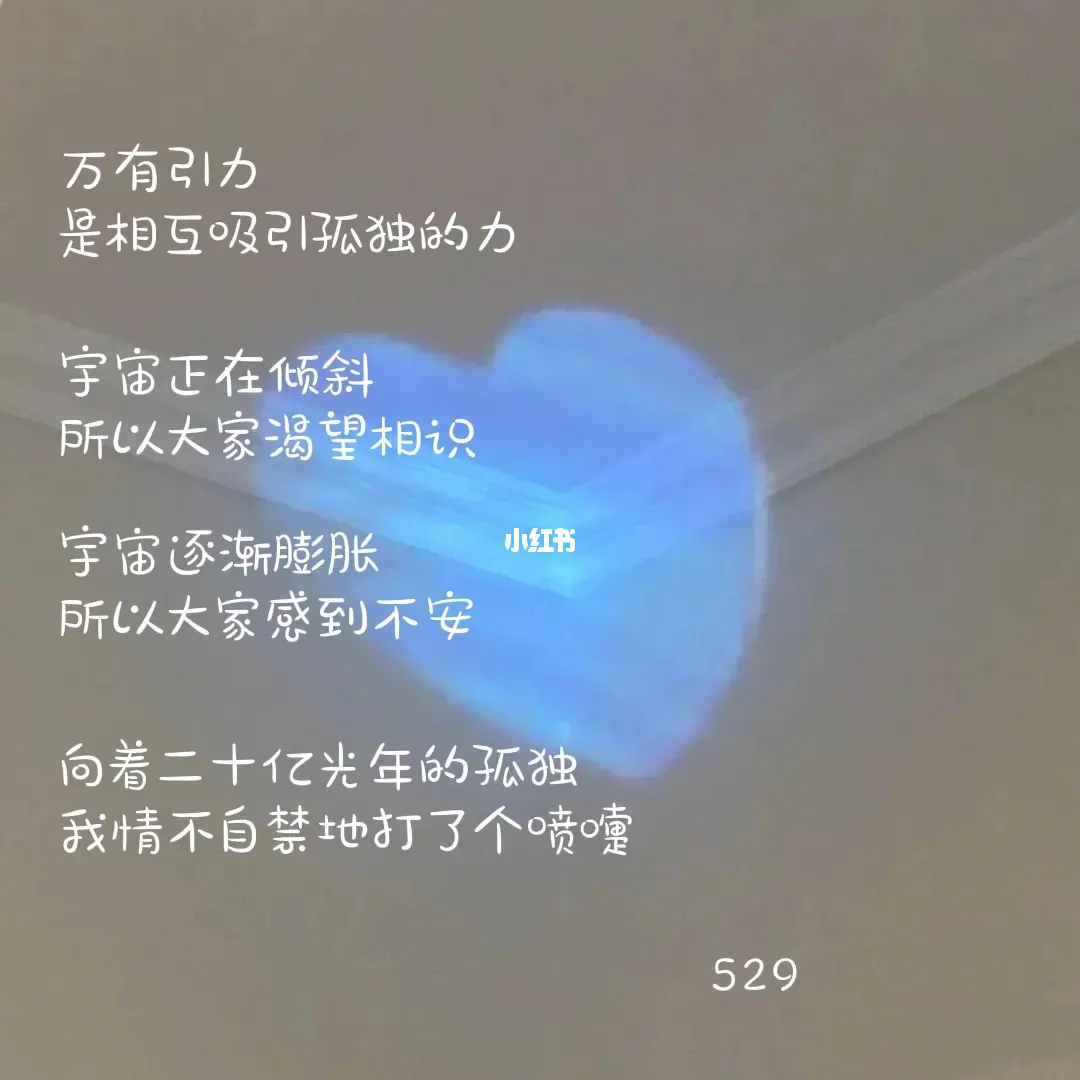 万有引力
是相互吸引孤独的力
宇宙正在倾斜
所以大家渴望相识
小红书
宇宙逐渐膨胀
所以大家感到不安
向着二十亿光年的孤独
我情不自禁地打了个喷嚏
529